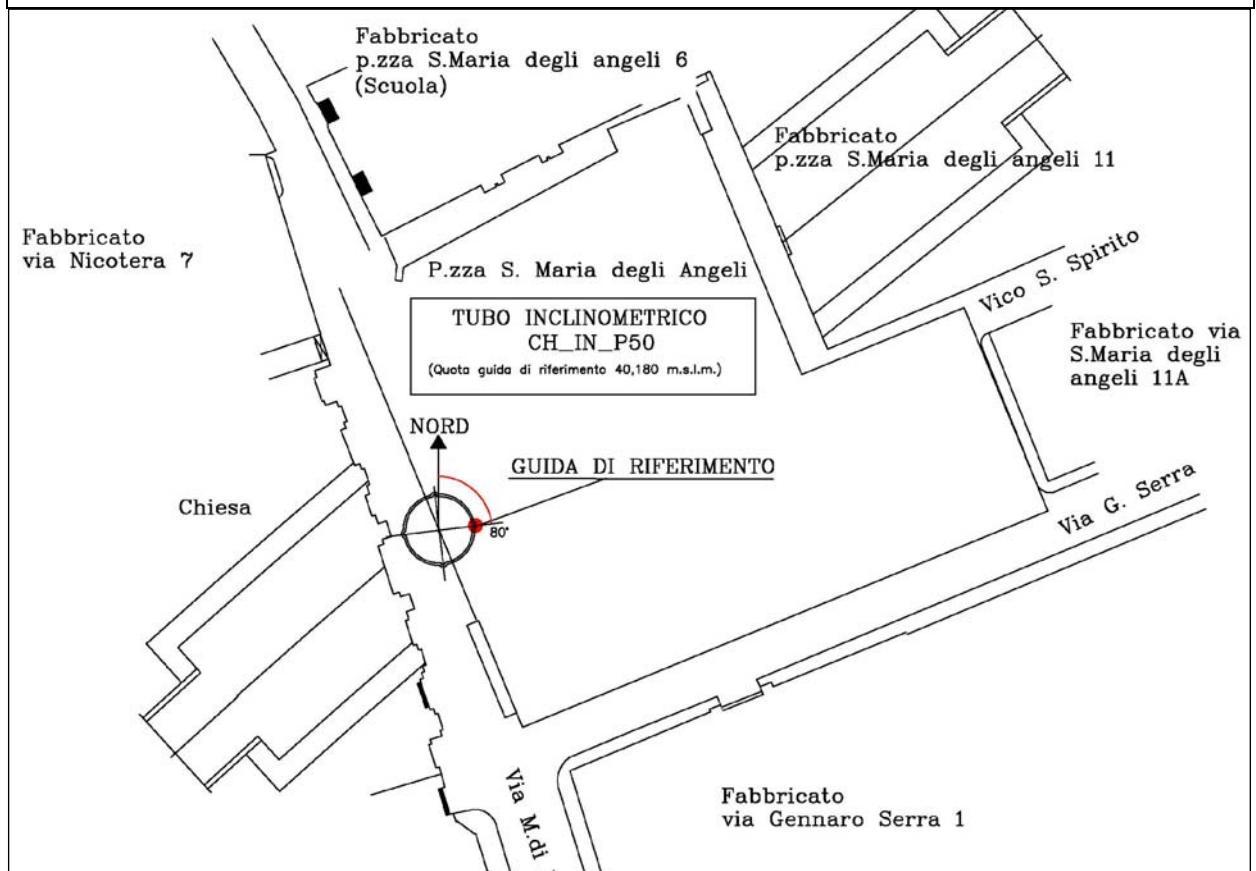 Fabbricato
p.zza S.Maria degli angeli 6
(Scuola)
Fabbricato
p.zza S.Maria degli angeli 11
Fabbricato
via Nicotera 7
P.zza S. Maria degli Angeli
Vico S. Spirito
TUBO INCLINOMETRICO
CH_IN_P50
(Quota guida di riferimento 40,180 m.s.l.m.)
Fabbricato via
S.Maria degli
angeli 11A
NORD
GUIDA DI RIFERIMENTO
Chiesa
80°
Via G. Serra
Via M.di
Fabbricato
via Gennaro Serra 1